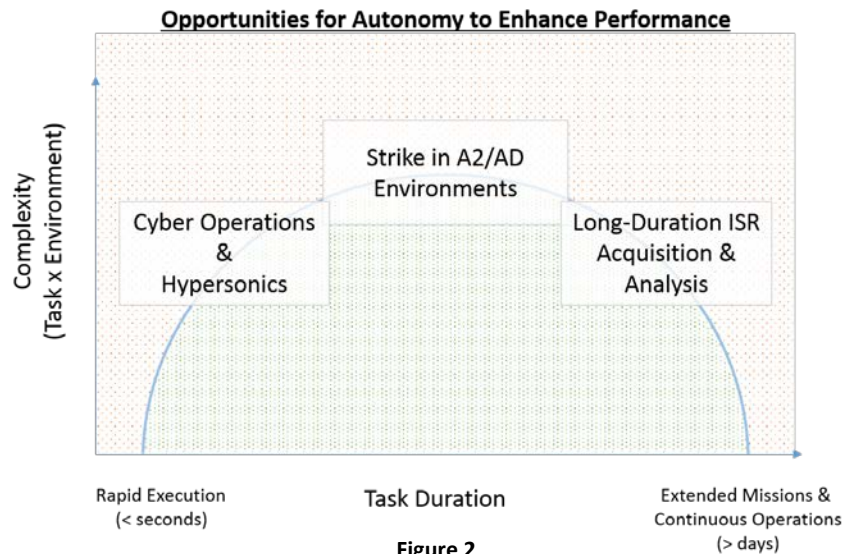 Opportunities for Autonomy to Enhance Performance
Complexity
(Task x Environment)
Strike in A2/AD
Environments
Cyber Operations
&
Hypersonics
Long-Duration ISR
Acquisition &
Analysis
Rapid Execution
(< seconds)
Task Duration
Extended Missions &
Continuous Operations
(> days)
Figure 2